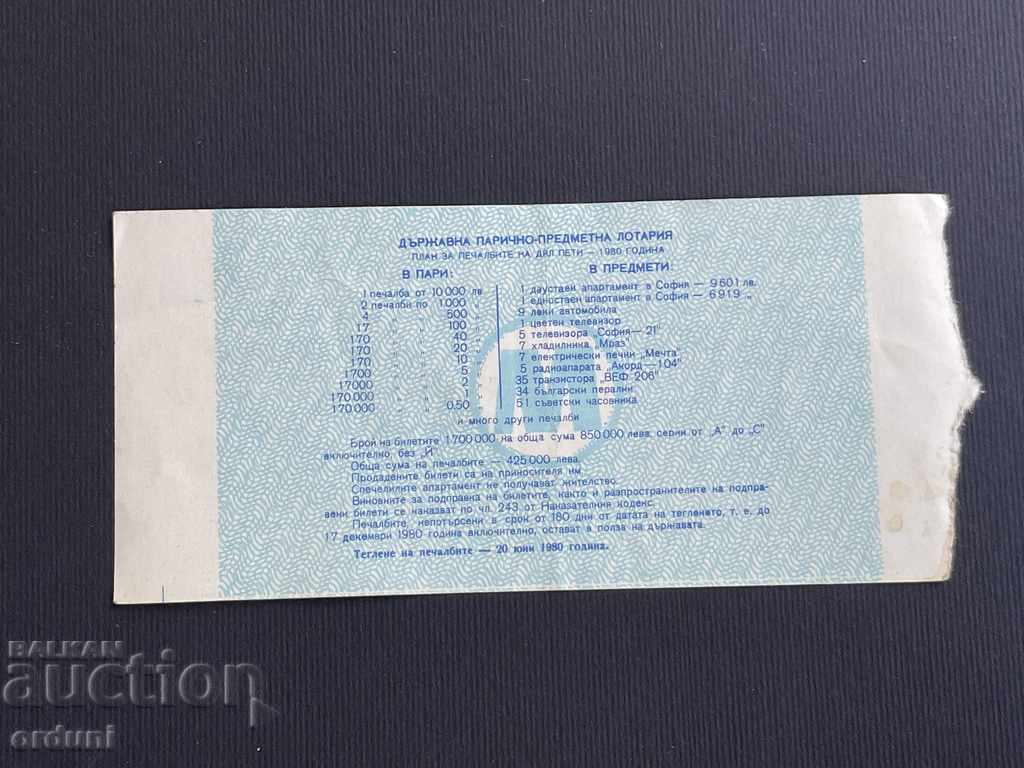 ДЪРЖАВНА ПАРИЧНО-ПРЕДМЕТНА ЛОТАРИЯ
ПЛАН ЗА ПЕЧАЛБИТЕ НА ДЯЛ ПЕТИ — 1980 ГОДИНА
В ПАРИ:
1 печалба от 10 000 лв.
2 печалби по 1.000 „
4 „ „ 500 „
17 „ „ 100 „
170 „ „ 40 „
170 „ „ 20 „
170 „ „ 10 „
1700 „ „ 5 „
17000 „ „ 2 „
170.000 „ „ 1 „
170 000 „ „ 0.50 „
В ПРЕДМЕТИ:
1 двустаен апартамент в София — 9 601 лв.
1 едностаен апартамент в София — 6 919 „
9 леки автомобила
1 цветен телевизор
5 телевизора „София — 21"
7 хладилника „Мраз"
7 електрически печки „Мечта"
5 радиоапарата „Акорд — 104"
35 транзистора "ВЕФ 206"
34 български перални
51 съветски часовника
и много други печалби
Брой на билетите 1 700 000 на обща сума 850 000 лева, серии от „А" до „С"
включително, без „Й"
Обща сума на печалбите — 425 000 лева.
Продадените билети са на приносителя им.
Спечелилите апартамент не получават жителство.
Виновните за подправка на билетите, както и разпространителите на подпра-
вени билети се наказват по чл. 243 от Наказателния кодекс.
Печалбите, непотърсени в срок от 180 дни от датата на тегленето, т. е. до
17 декември 1980 година включително, остават в полза на държавата.
Теглене на печалбите — 20 юни 1980 година.
BALKAN
auction
orduni